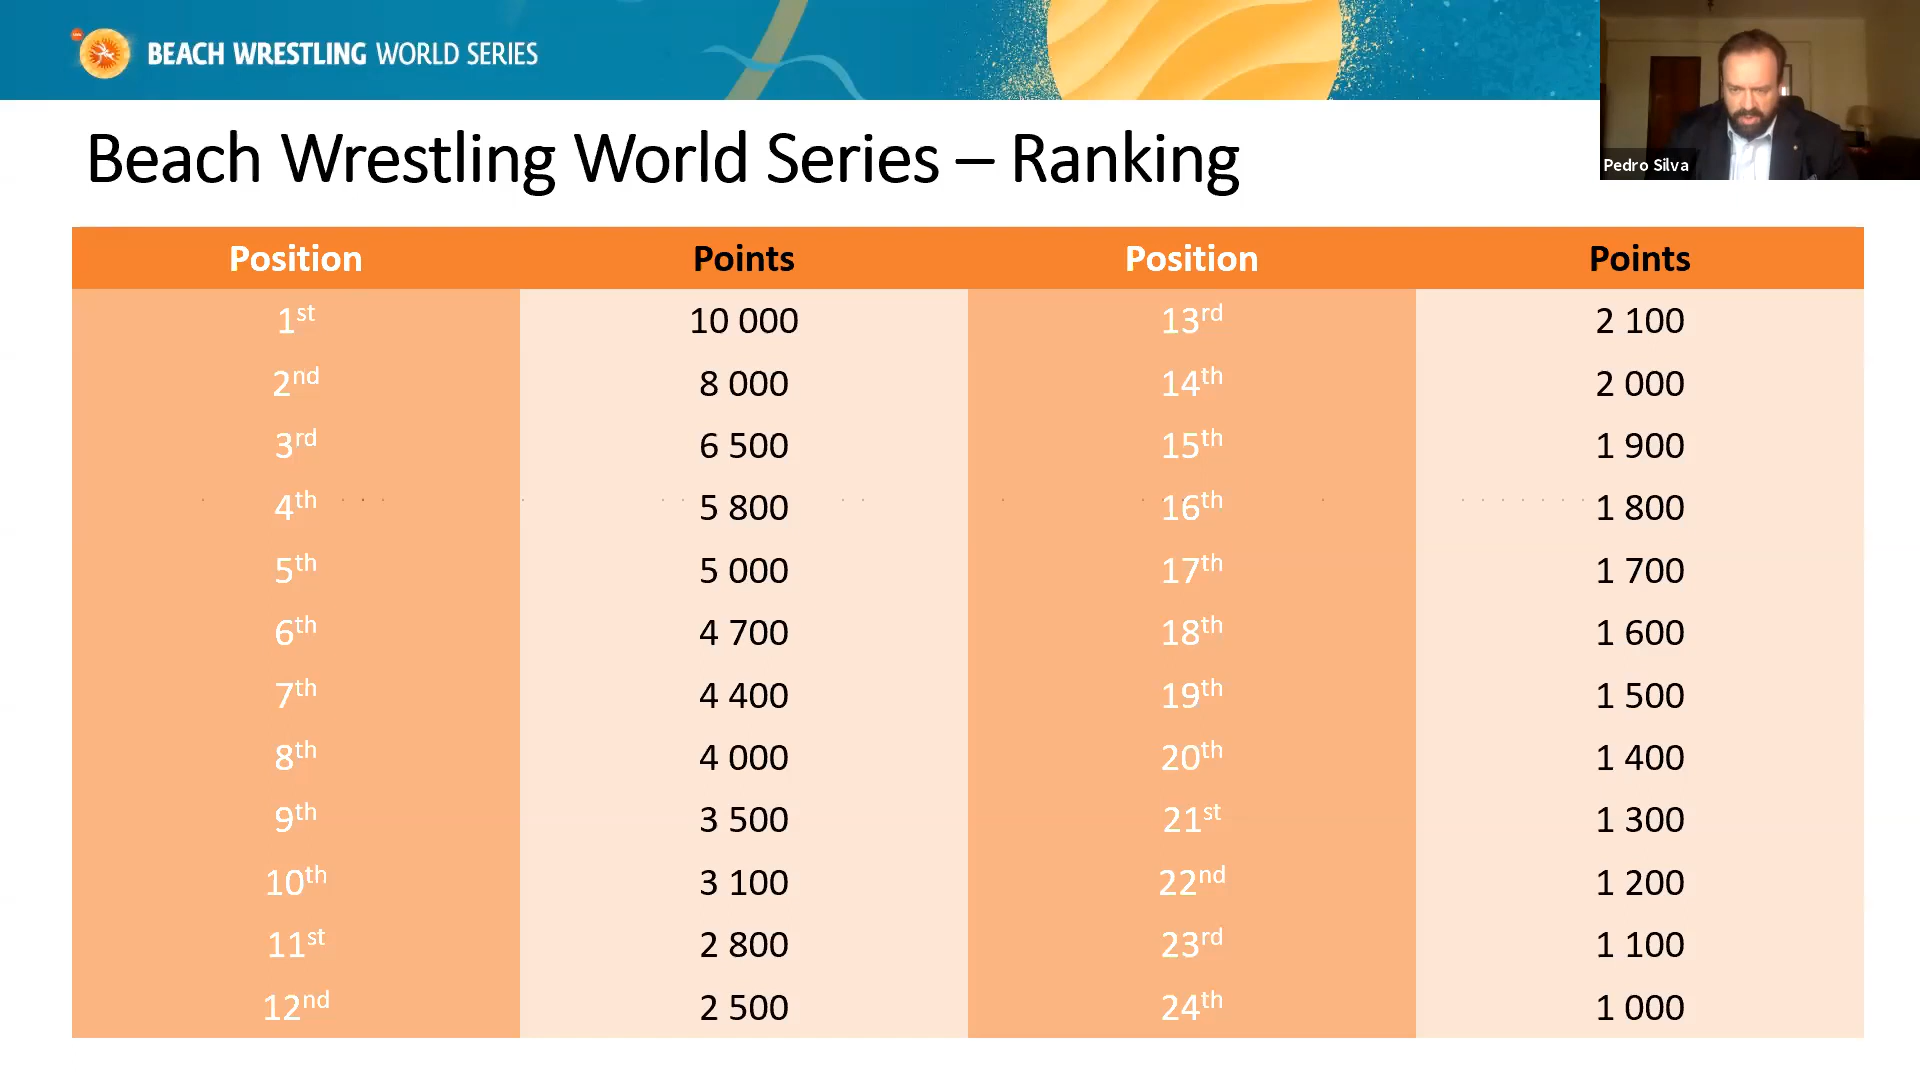 BEACH WRESTLING WORLD SERIES
Pedro Silva
Beach Wrestling World Series – Ranking
Position Points Position Points
1st 10 000 13rd 2 100
2nd 8 000 14th 2 000
3rd 6 500 15th 1 900
4th 5 800 16th 1 800
5th 5 000 17th 1 700
6th 4 700 18th 1 600
7th 4 400 19th 1 500
8th 4 000 20th 1 400
9th 3 500 21st 1 300
10th 3 100 22nd 1 200
11st 2 800 23rd 1 100
12nd 2 500 24th 1 000